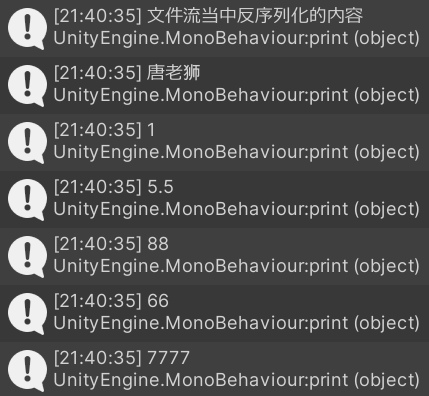 [21:40:35] 文件流当中反序列化的内容
UnityEngine.MonoBehaviour:print (object)
[21:40:35] 唐老狮
UnityEngine.MonoBehaviour:print (object)
[21:40:35] 1
UnityEngine.MonoBehaviour:print (object)
[21:40:35] 5.5
UnityEngine.MonoBehaviour:print (object)
[21:40:35] 88
UnityEngine.MonoBehaviour:print (object)
[21:40:35] 66
UnityEngine.MonoBehaviour:print (object)
[21:40:35] 7777
UnityEngine.MonoBehaviour:print (object)